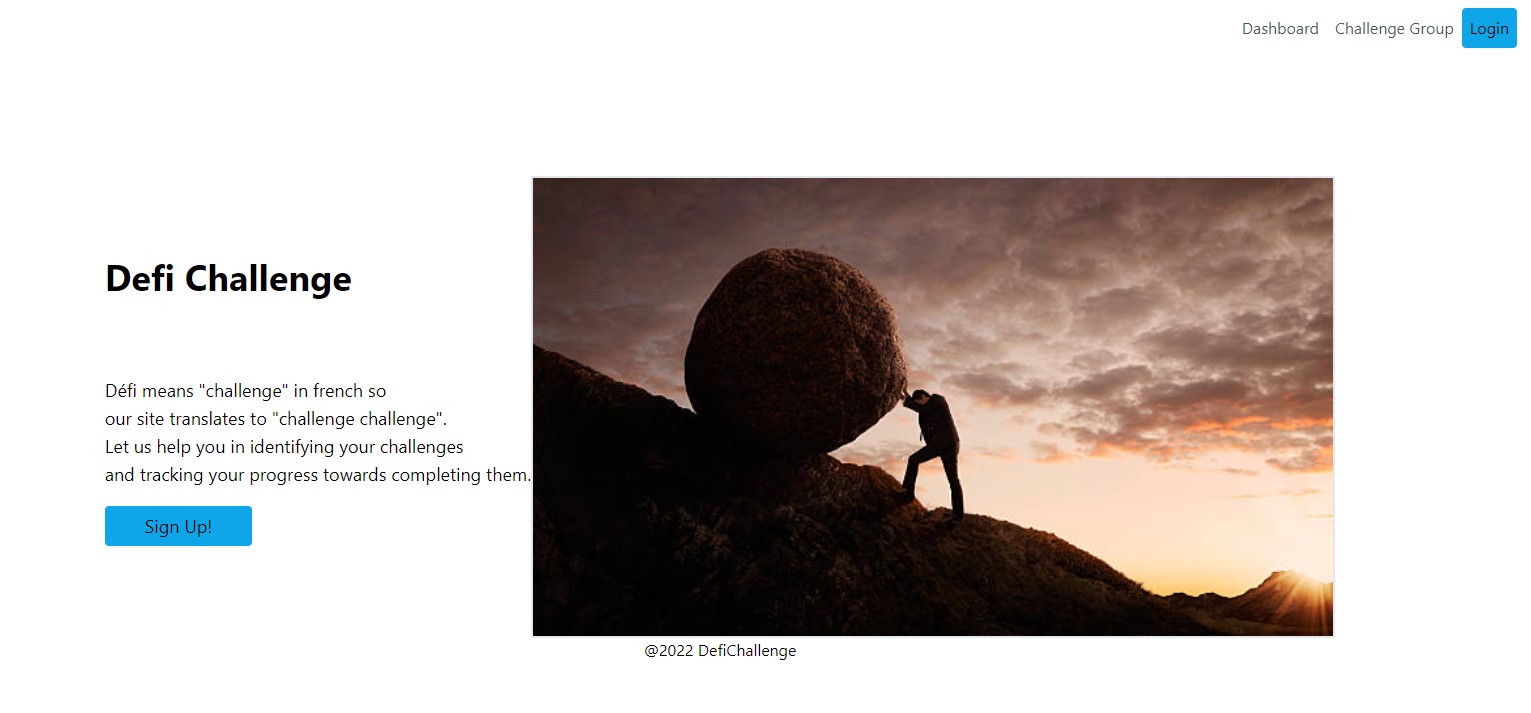 Dashboard Challenge Group Login
Defi Challenge
Défi means "challenge" in french so
our site translates to "challenge challenge".
Let us help you in identifying your challenges
and tracking your progress towards completing them.
Sign Up!
@2022 DefiChallenge